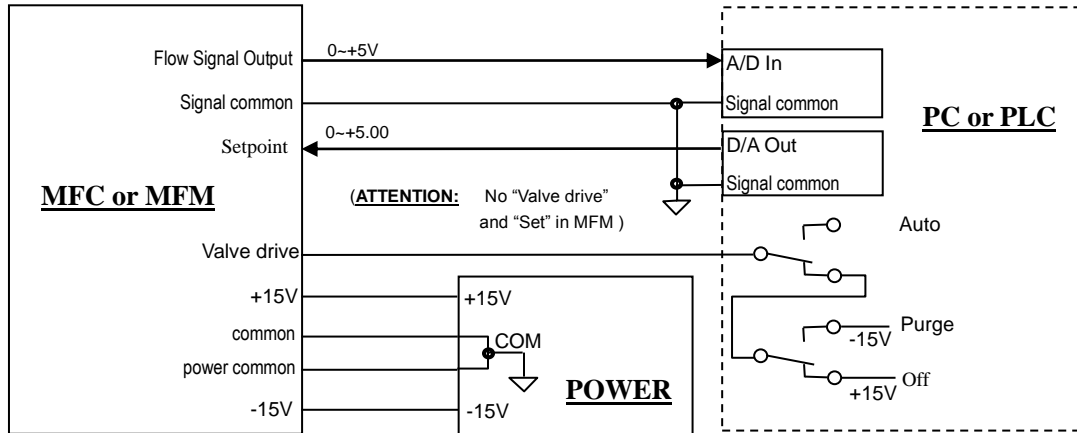 Flow Signal Output
0~+5V
A/D In
Signal common
Signal common
PC or PLC
Setpoint
0~+5.00
D/A Out
Signal common
MFC or MFM
(ATTENTION: No “Valve drive”
and “Set” in MFM )
Auto
Valve drive
+15V
+15V
common
COM
power common
POWER
-15V
-15V
Purge
-15V
Off
+15V